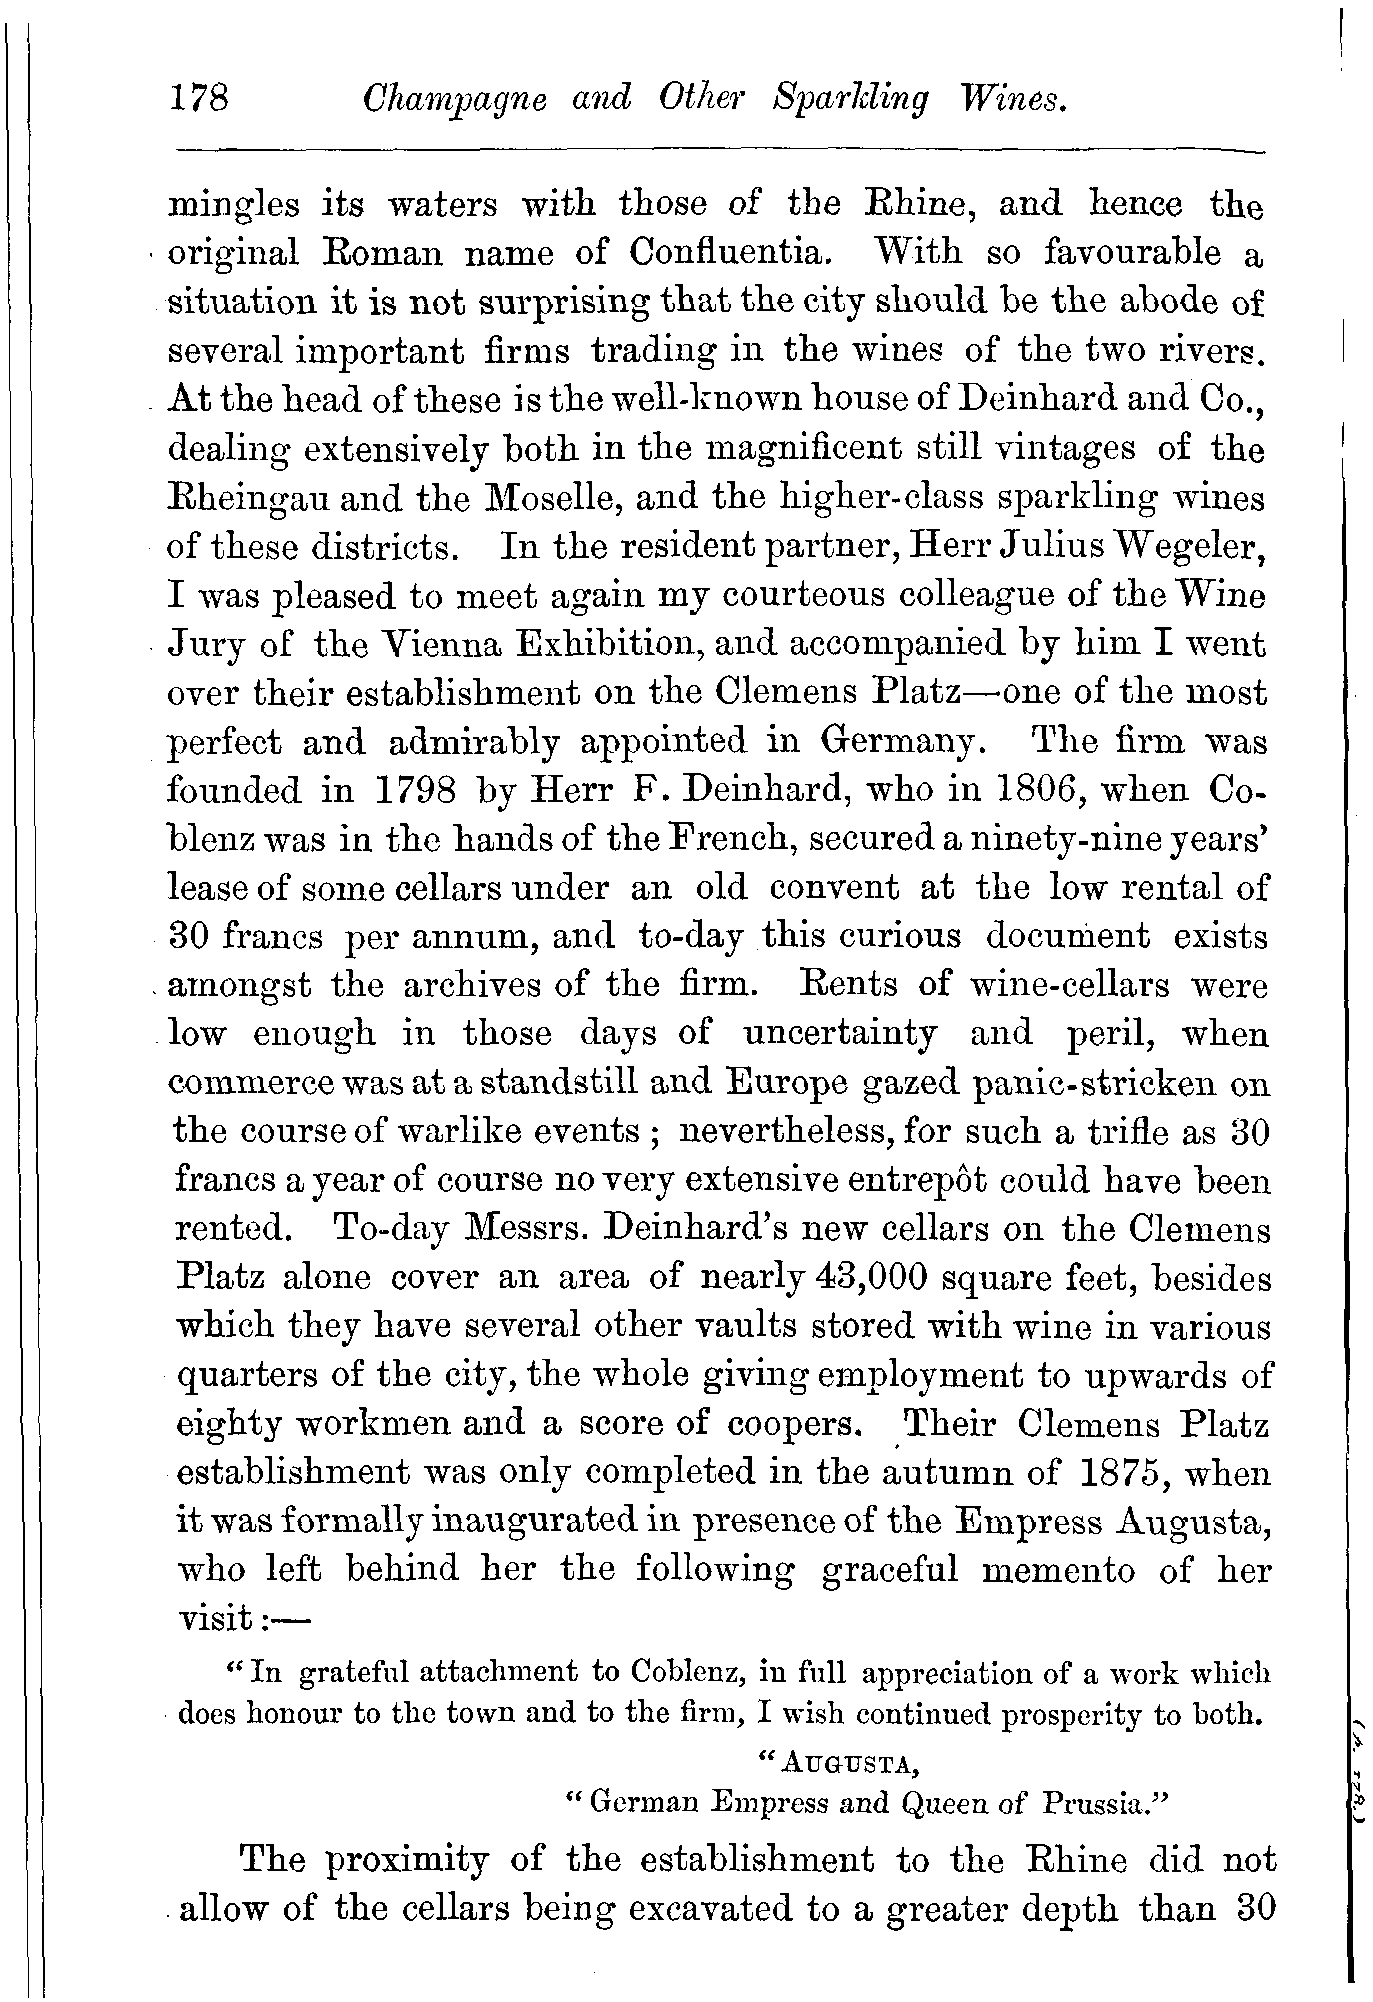 178 Champagne and Other Sparkling Wines.
mingles its waters with those of the Rhine, and hence the
original Roman name of Confluentia. With so favourable a
situation it is not surprising that the city should be the abode of
several important firms trading in the wines of the two rivers.
At the head of these is the well-known house of Deinhard and Co.,
dealing extensively both in the magnificent still vintages of the
Rheingau and the Moselle, and the higher-class sparkling wines
of these districts. In the resident partner, Herr Julius Wegeler,
I was pleased to meet again my courteous colleague of the Wine
Jury of the Vienna Exhibition, and accompanied by him I went
over their establishment on the Clemens Platz—one of the most
perfect and admirably appointed in Germany. The firm was
founded in 1798 by Herr F. Deinhard, who in 1806, when Co-
blenz was in the hands of the French, secured a ninety-nine years'
lease of some cellars under an old convent at the low rental of
30 francs per annum, and to-day this curious document exists
amongst the archives of the firm. Rents of wine-cellars were
low enough in those days of uncertainty and peril, when
commerce was at a standstill and Europe gazed panic-stricken on
the course of warlike events ; nevertheless, for such a trifle as 30
francs a year of course no very extensive entrepôt could have been
rented. To-day Messrs. Deinhard's new cellars on the Clemens
Platz alone cover an area of nearly 43,000 square feet, besides
which they have several other vaults stored with wine in various
quarters of the city, the whole giving employment to upwards of
eighty workmen and a score of coopers. Their Clemens Platz
establishment was only completed in the autumn of 1875, when
it was formally inaugurated in presence of the Empress Augusta,
who left behind her the following graceful memento of her
visit :—
"In grateful attachment to Coblenz, in full appreciation of a work which
does honour to the town and to the firm, I wish continued prosperity to both.
"AUGUSTA,
"German Empress and Queen of Prussia."
The proximity of the establishment to the Rhine did not
allow of the cellars being excavated to a greater depth than 30